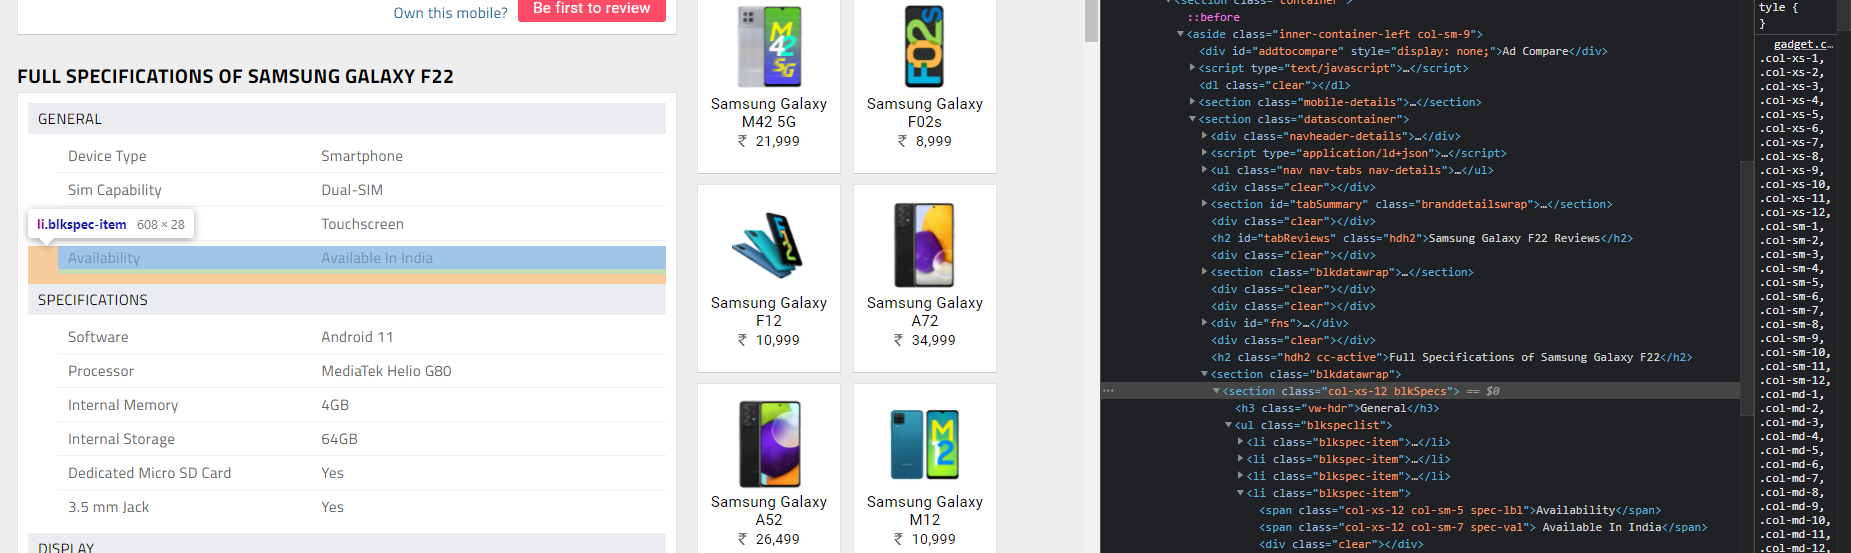 Own this mobile?
Be first to review
FULL SPECIFICATIONS OF SAMSUNG GALAXY F22
GENERAL
Device Type Smartphone
Sim Capability Dual-SIM
li.blkspec-item 608 × 28
Touchscreen
Availability Available In India
SPECIFICATIONS
Software Android 11
Processor MediaTek Helio G80
Internal Memory 4GB
Internal Storage 64GB
Dedicated Micro SD Card Yes
3.5 mm Jack Yes
DISPLAY
M
42
5G
Samsung Galaxy
M42 5G
₹ 21,999
F02s
Samsung Galaxy
F02s
₹ 8,999
F12
Samsung Galaxy
F12
₹ 10,999
Samsung Galaxy
A72
₹ 34,999
Samsung Galaxy
A52
₹ 26,499
M
12
Samsung Galaxy
M12
₹ 10,999
<section class="container">
::before
<aside class="inner-container-left col-sm-9">
<div id="addtocompare" style="display: none;">Ad Compare</div>
<script type="text/javascript">…</script>
<dl class="clear"></dl>
<section class="mobile-details">…</section>
<section class="datascontainer">
<div class="navheader-details">…</div>
<script type="application/ld+json">…</script>
<ul class="nav nav-tabs nav-details">…</ul>
<div class="clear"></div>
<section id="tabSummary" class="branddetailswrap">…</section>
<div class="clear"></div>
<h2 id="tabReviews" class="hdh2">Samsung Galaxy F22 Reviews</h2>
<div class="clear"></div>
<section class="blkdatawrap">…</section>
<div class="clear"></div>
<div class="clear"></div>
<div id="fns">…</div>
<div class="clear"></div>
<h2 class="hdh2 cc-active">Full Specifications of Samsung Galaxy F22</h2>
<section class="blkdatawrap">
… <section class="col-xs-12 blkSpecs"> == $0
<h3 class="vw-hdr">General</h3>
<ul class="blkspeclist">
<li class="blkspec-item">…</li>
<li class="blkspec-item">…</li>
<li class="blkspec-item">…</li>
<li class="blkspec-item">
<span class="col-xs-12 col-sm-5 spec-lbl">Availability</span>
<span class="col-xs-12 col-sm-7 spec-val"> Available In India</span>
<div class="clear"></div>
tyle {
}
gadget.c…
.col-xs-1,
.col-xs-2,
.col-xs-3,
.col-xs-4,
.col-xs-5,
.col-xs-6,
.col-xs-7,
.col-xs-8,
.col-xs-9,
.col-xs-10,
.col-xs-11,
.col-xs-12,
.col-sm-1,
.col-sm-2,
.col-sm-3,
.col-sm-4,
.col-sm-5,
.col-sm-6,
.col-sm-7,
.col-sm-8,
.col-sm-9,
.col-sm-10,
.col-sm-11,
.col-sm-12,
.col-md-1,
.col-md-2,
.col-md-3,
.col-md-4,
.col-md-5,
.col-md-6,
.col-md-7,
.col-md-8,
.col-md-9,
.col-md-10,
.col-md-11,
.col-md-12,